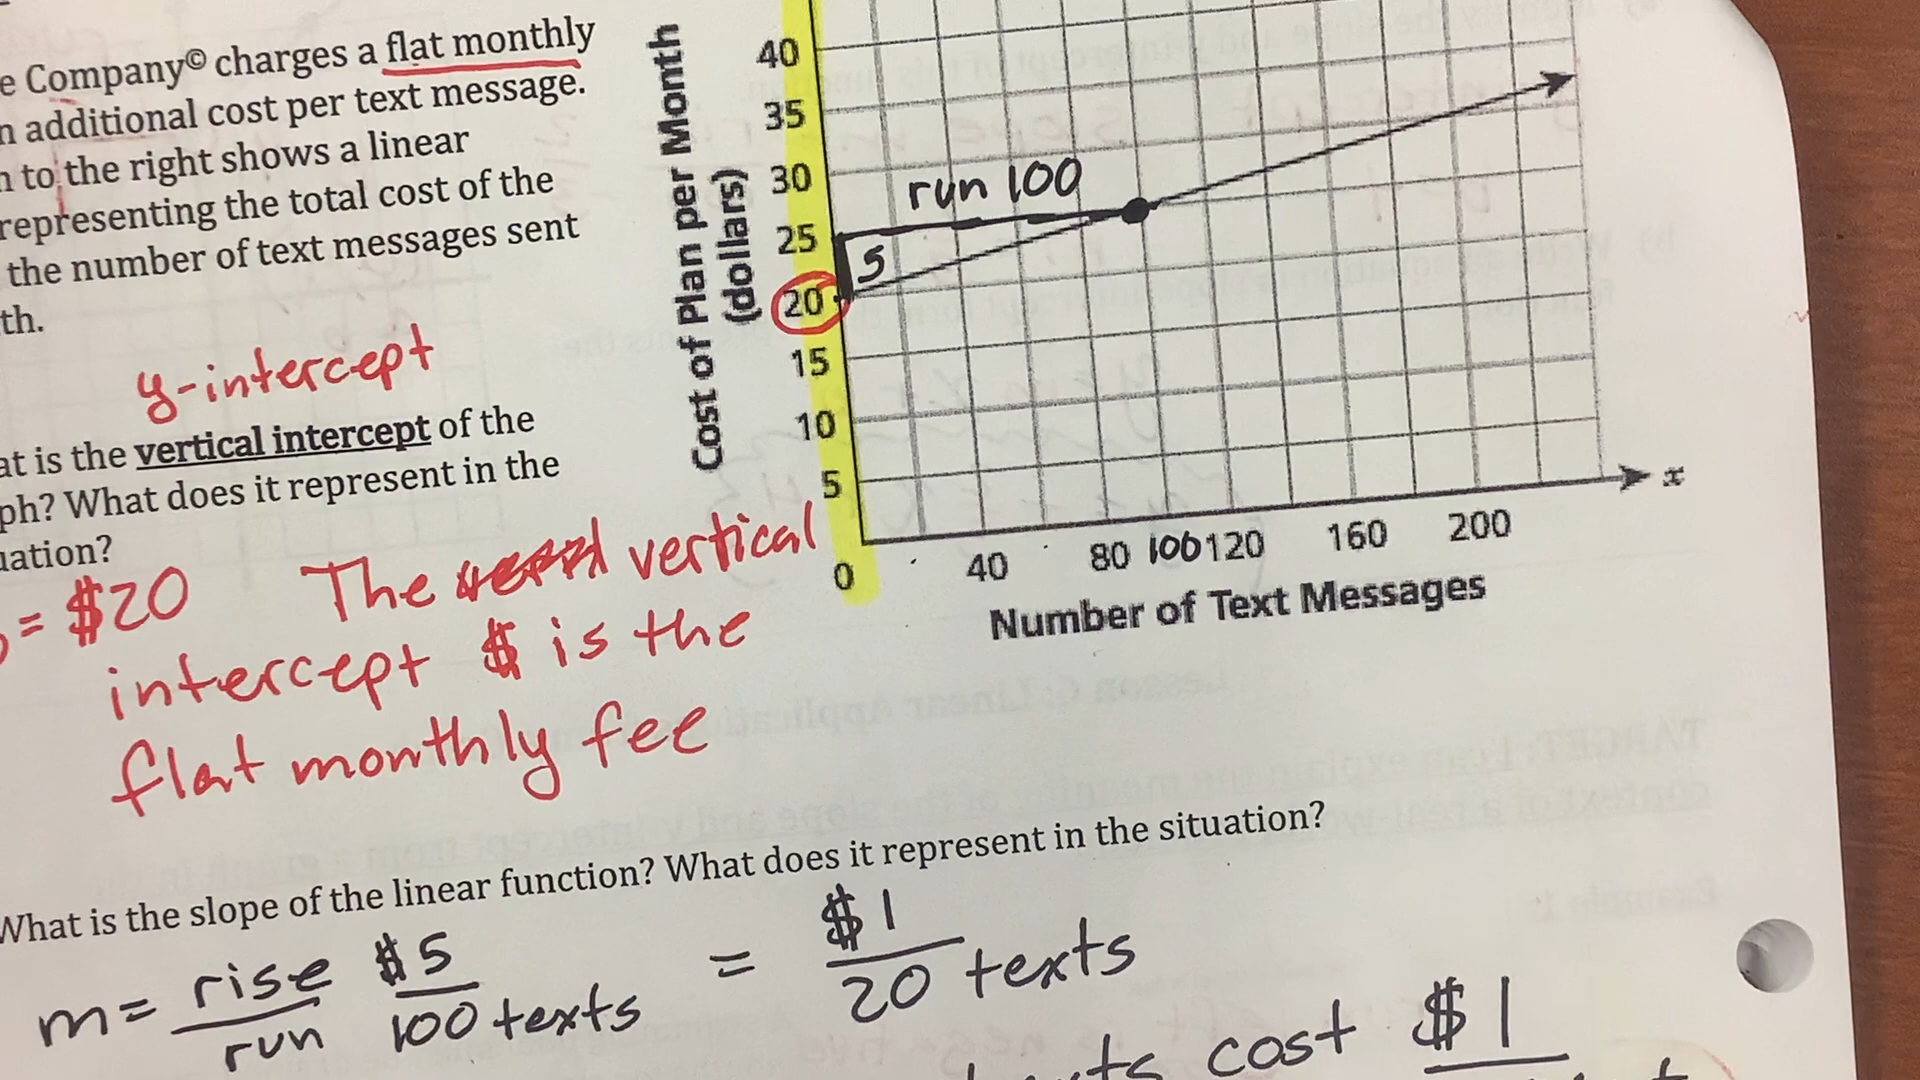 e Company© charges a flat monthly
n additional cost per text message.
n to the right shows a linear
representing the total cost of the
the number of text messages sent
th.
y-intercept
at is the vertical intercept of the
ph? What does it represent in the
uation?
= $20 The vertical
intercept $ is the
flat monthly fee
Cost of Plan per Month
(dollars)
40
35
30
25
20
15
10
5
0
run 100
5
x
40 80 100 120 160 200
Number of Text Messages
What is the slope of the linear function? What does it represent in the situation?
m = rise $5 = $1
run 100 texts 20 texts
cost $1